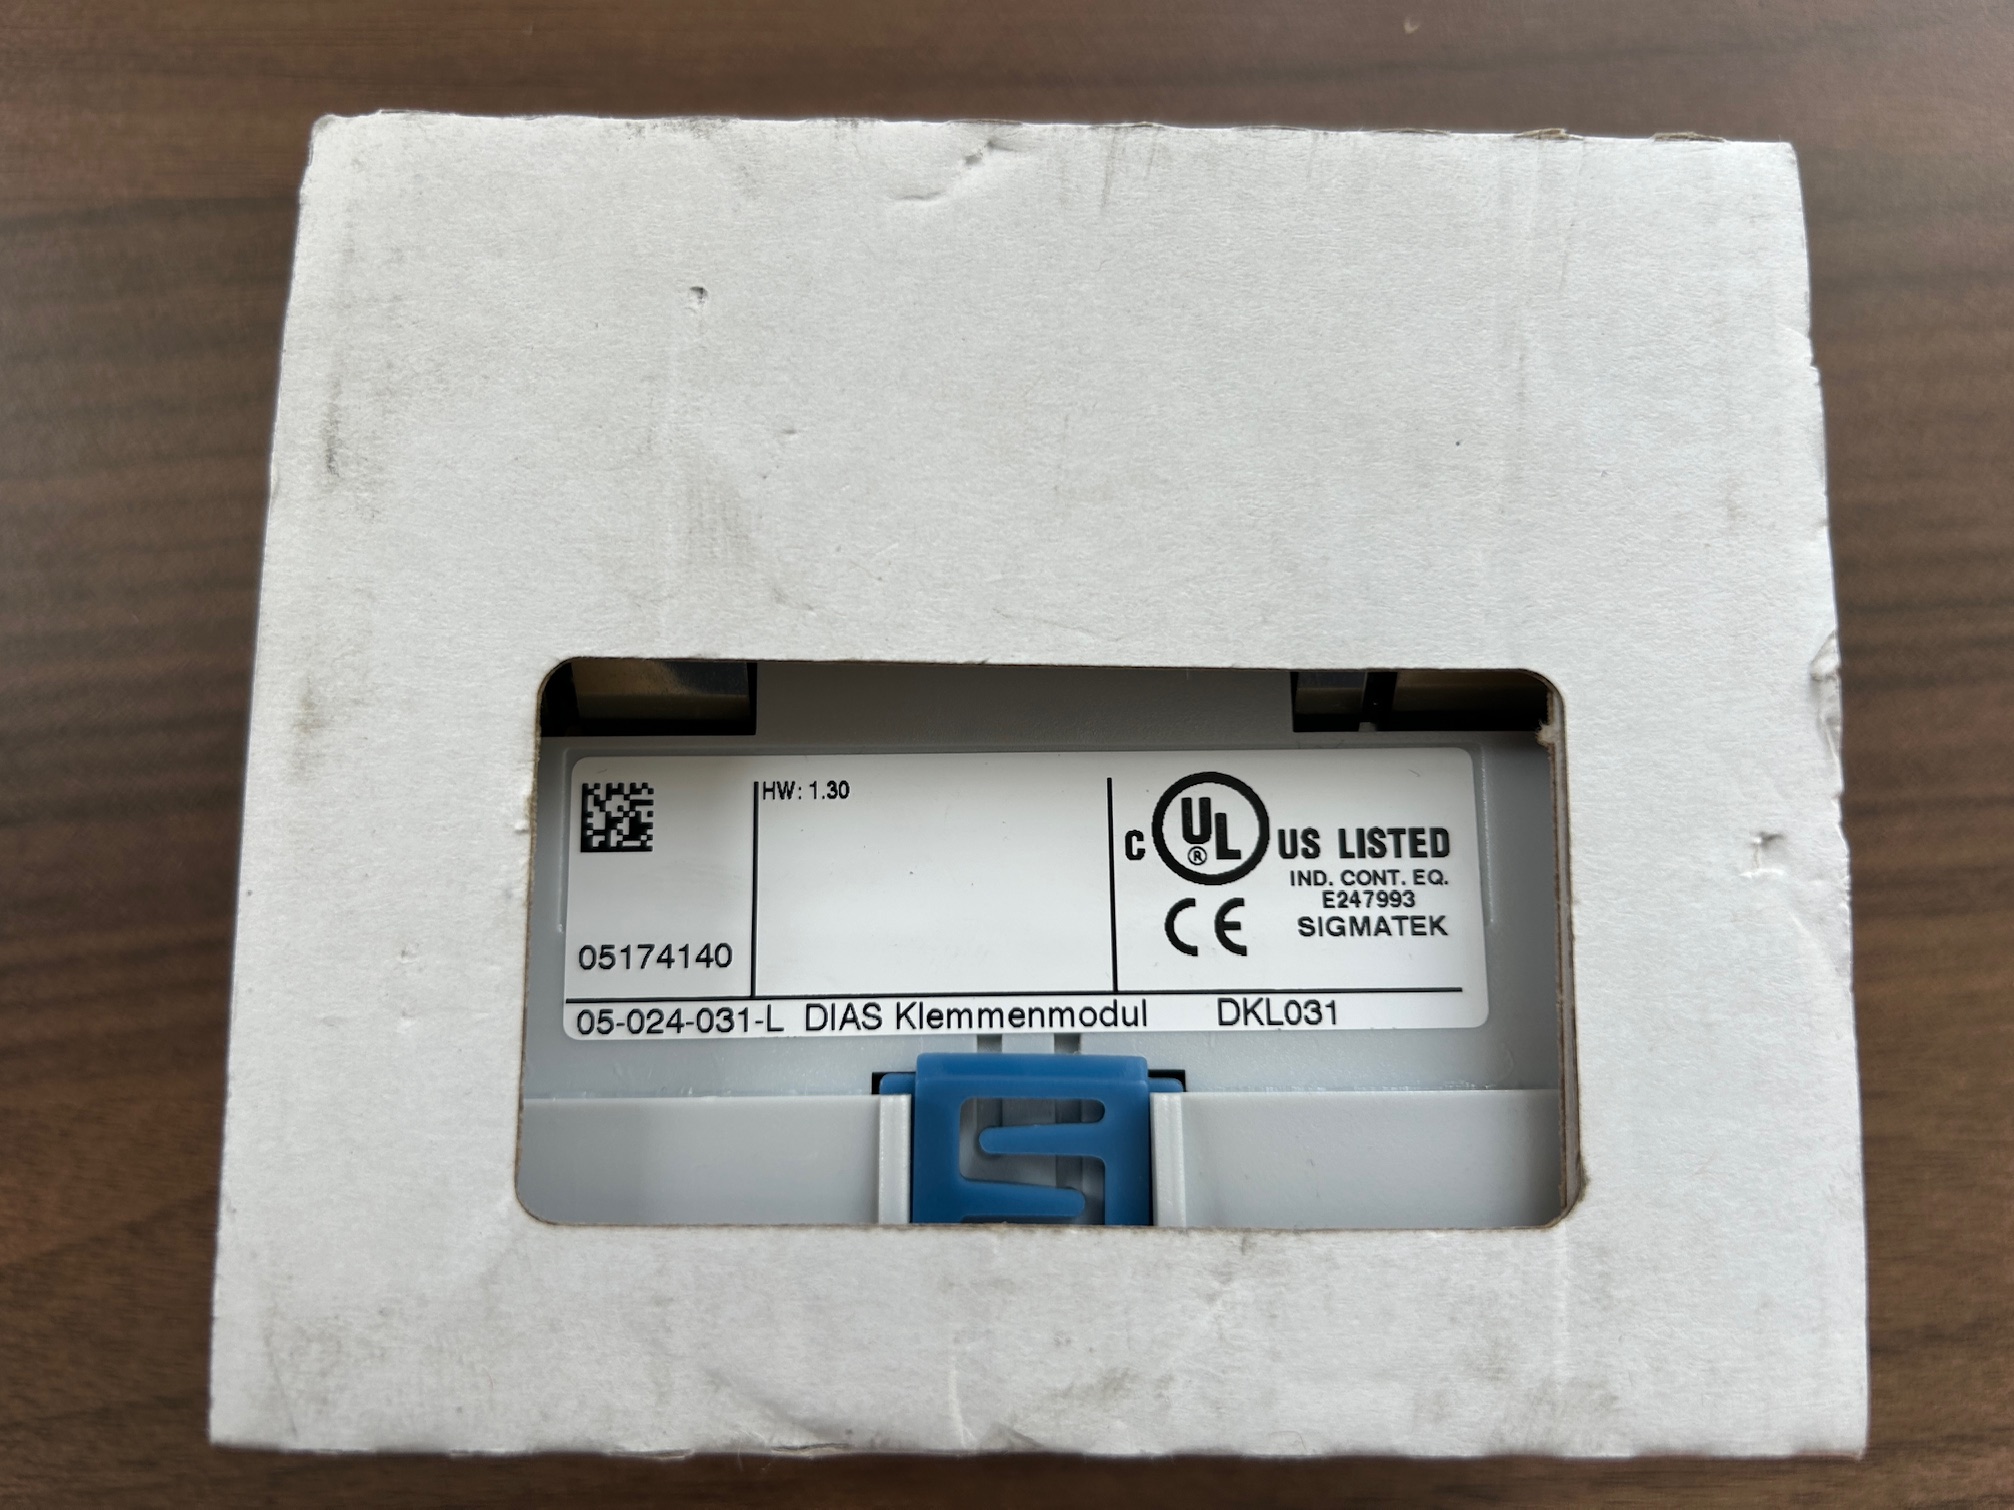 HW: 1.30
C UL ® US LISTED
IND. CONT. EQ.
E247993
CE SIGMATEK
05174140
05-024-031-L DIAS Klemmenmodul DKL031